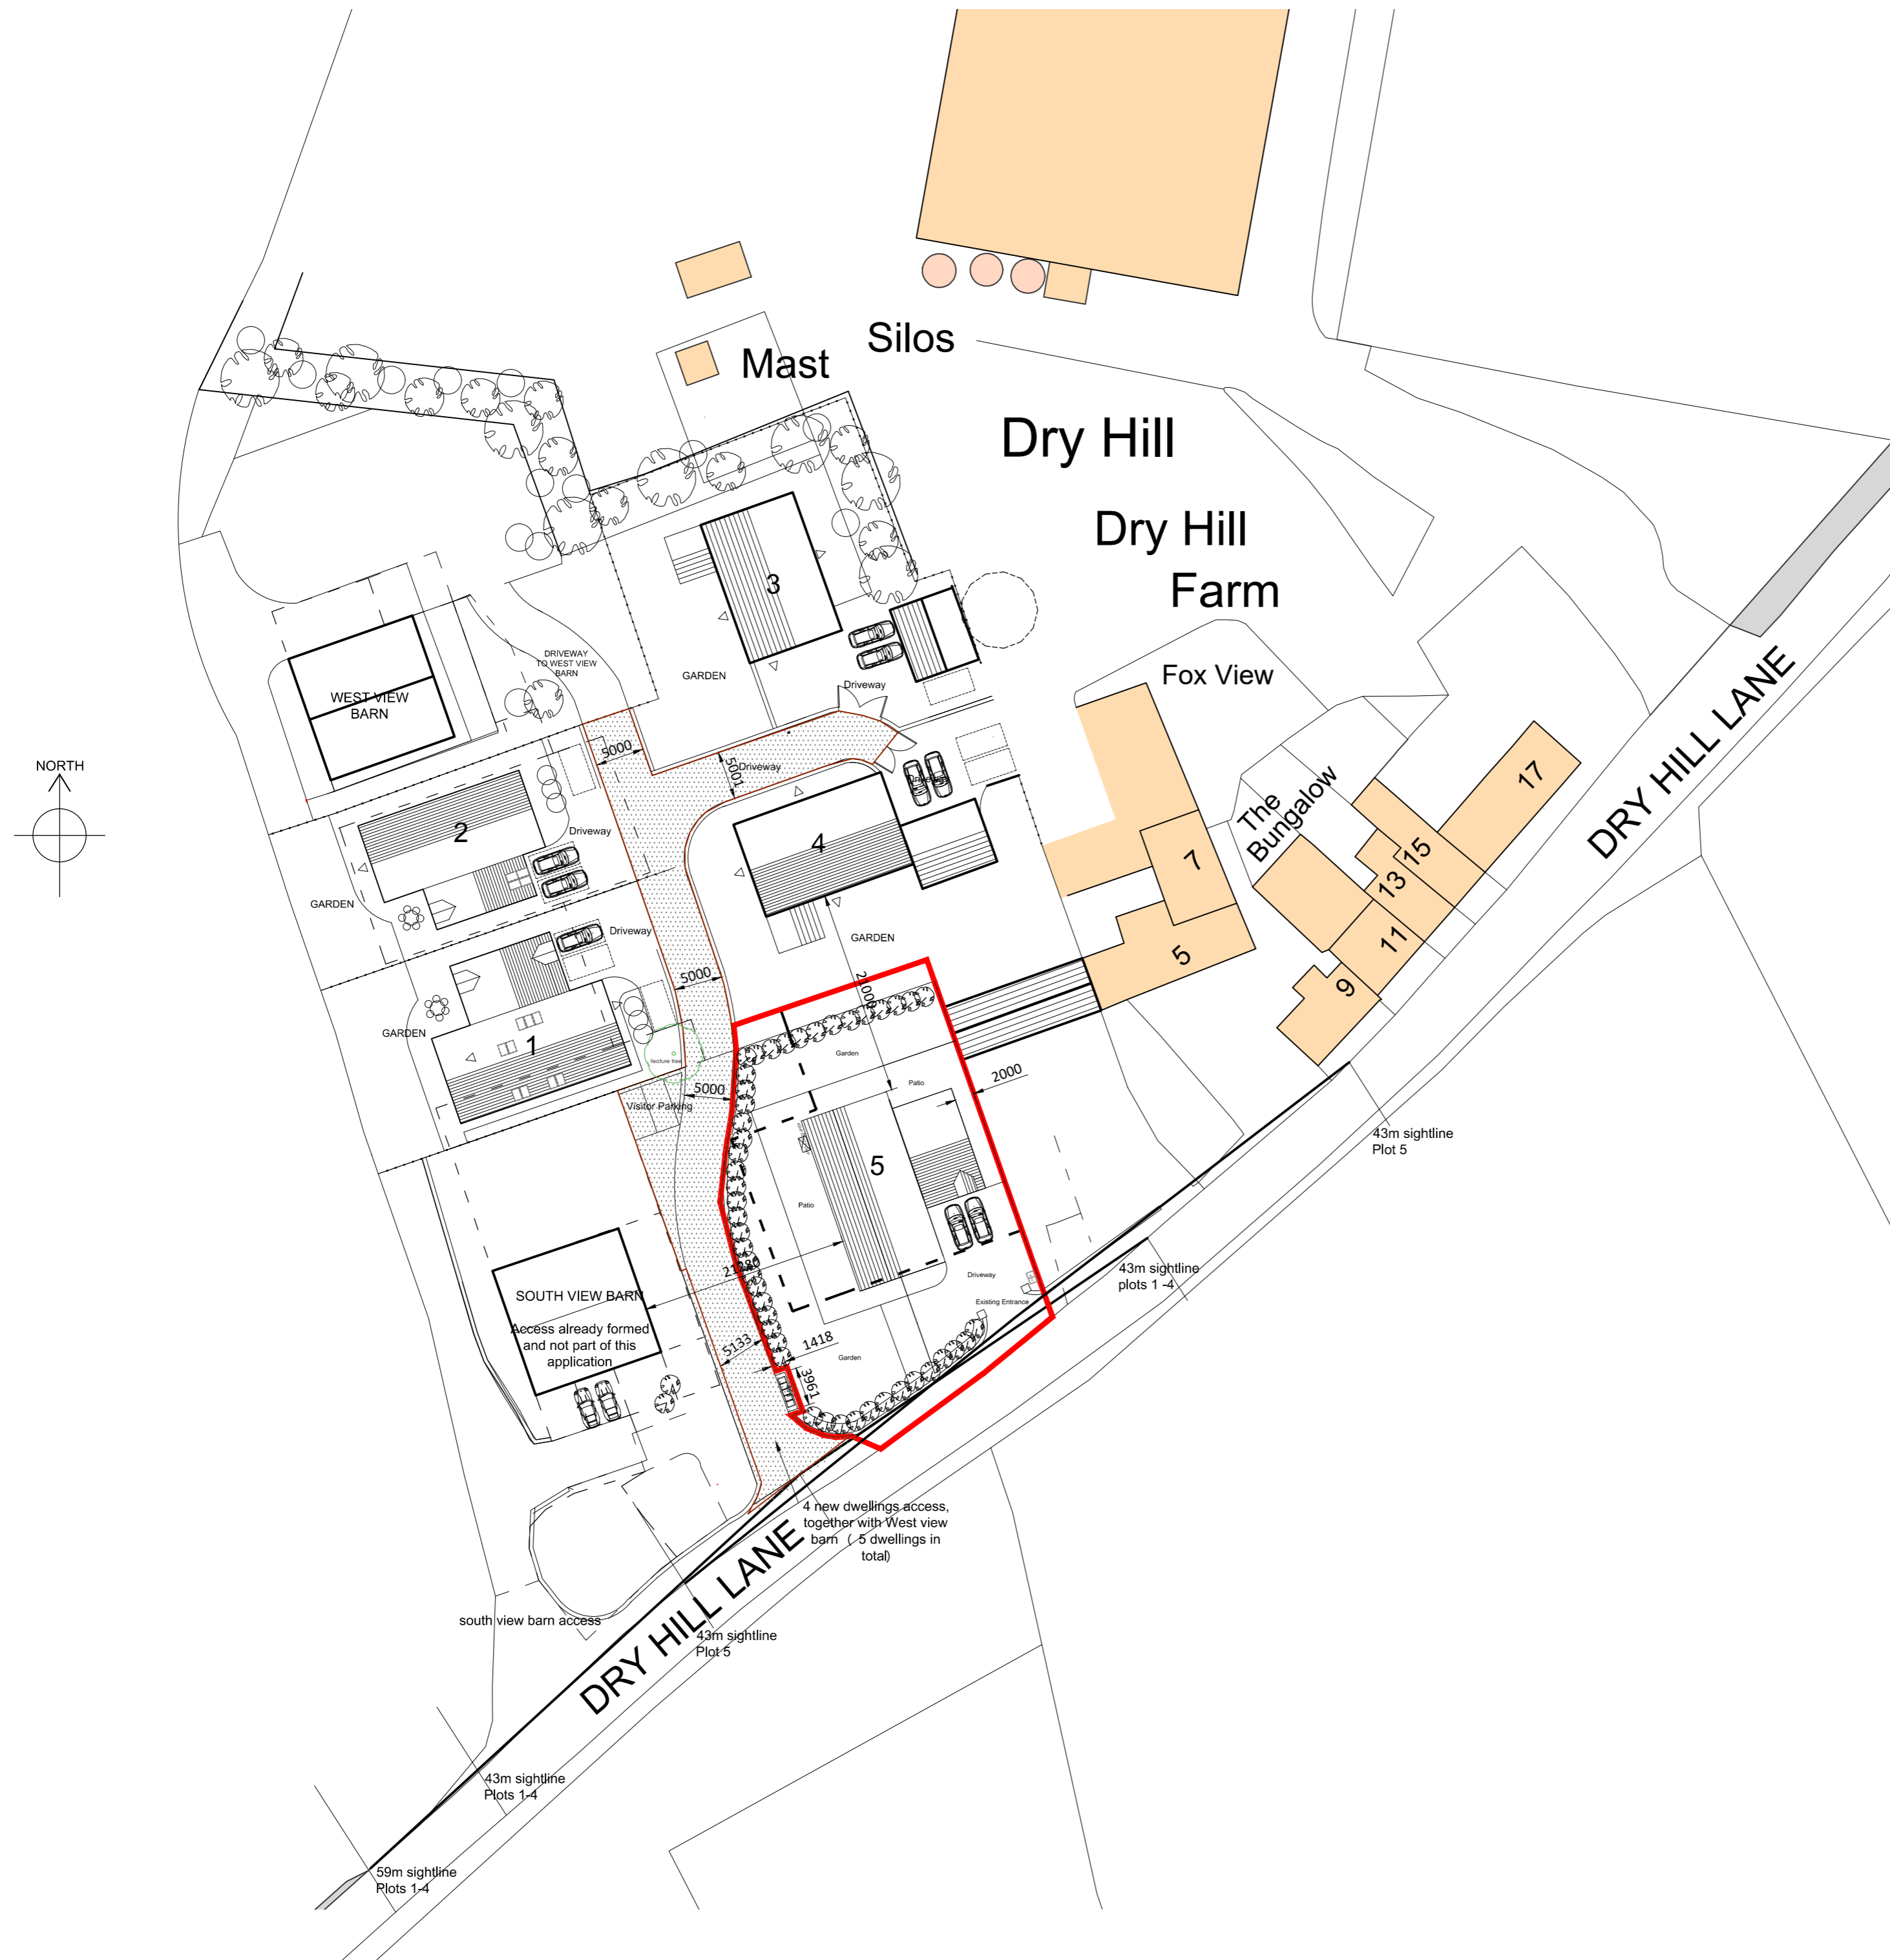 Silos
Mast
Dry Hill
Dry Hill
Farm
3
Fox View
DRIVEWAY
TO WEST VIEW
BARN
GARDEN
Driveway
WEST VIEW
BARN
DRY HILL LANE
NORTH
5000
5001
Driveway
Driveway
17
The
Bungalow
2
Driveway
4
7
15
13
GARDEN
Driveway
GARDEN
11
5
9
5000
21000
GARDEN
1
feature tree
Garden
Patio
2000
5000
Visitor Parking
43m sightline
Plot 5
5
Patio
43m sightline
plots 1 -4
Driveway
SOUTH VIEW BARN
Existing Entrance
Access already formed
and not part of this
application
5133
1418
Garden
3961
4 new dwellings access,
together with West view
barn ( 5 dwellings in
total)
south view barn access
DRY HILL LANE
43m sightline
Plot 5
43m sightline
Plots 1-4
59m sightline
Plots 1-4